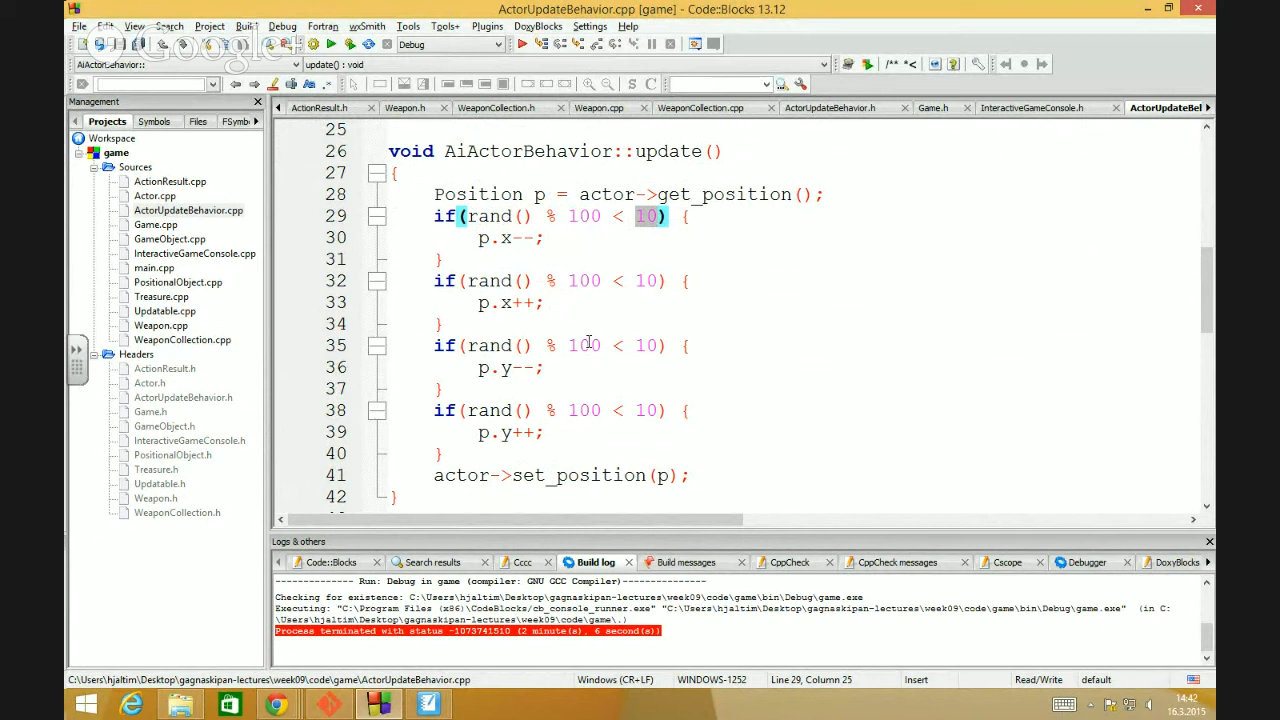 ActorUpdateBehavior.cpp [game] - Code::Blocks 13.12
File Edit View Search Project Build Debug Fortran wxSmith Tools Tools+ Plugins DoxyBlocks Settings Help
Google+
Debug
AiActorBehavior:: update() : void
/** *<
S C
Management
Projects Symbols Files FSymb
ActionResult.h Weapon.h WeaponCollection.h Weapon.cpp WeaponCollection.cpp ActorUpdateBehavior.h Game.h InteractiveGameConsole.h ActorUpdateBel
Workspace
game
Sources
ActionResult.cpp
Actor.cpp
ActorUpdateBehavior.cpp
Game.cpp
GameObject.cpp
InteractiveGameConsole.cpp
main.cpp
PositionalObject.cpp
Treasure.cpp
Updatable.cpp
Weapon.cpp
WeaponCollection.cpp
Headers
ActionResult.h
Actor.h
ActorUpdateBehavior.h
Game.h
GameObject.h
InteractiveGameConsole.h
PositionalObject.h
Treasure.h
Updatable.h
Weapon.h
WeaponCollection.h
25
26 void AiActorBehavior::update()
27 {
28 Position p = actor->get_position();
29 if(rand() % 100 < 10) {
30 p.x--;
31 }
32 if(rand() % 100 < 10) {
33 p.x++;
34 }
35 if(rand() % 100 < 10) {
36 p.y--;
37 }
38 if(rand() % 100 < 10) {
39 p.y++;
40 }
41 actor->set_position(p);
42 }
Logs & others
Code::Blocks Search results Cccc Build log Build messages CppCheck CppCheck messages Cscope Debugger DoxyBlocks
-------------- Run: Debug in game (compiler: GNU GCC Compiler)---------------
Checking for existence: C:\Users\hjaltim\Desktop\gagnaskipan-lectures\week09\code\game\bin\Debug\game.exe
Executing: "C:\Program Files (x86)\CodeBlocks/cb_console_runner.exe" "C:\Users\hjaltim\Desktop\gagnaskipan-lectures\week09\code\game\bin\Debug\game.exe" (in C:
\Users\hjaltim\Desktop\gagnaskipan-lectures\week09\code\game\.)
Process terminated with status -1073741510 (2 minute(s), 6 second(s))
C:\Users\hjaltim\Desktop\gagnaskipan-lectures\week09\code\game\ActorUpdateBehavior.cpp Windows (CR+LF) WINDOWS-1252 Line 29, Column 25 Insert Read/Write default
14:42
16.3.2015